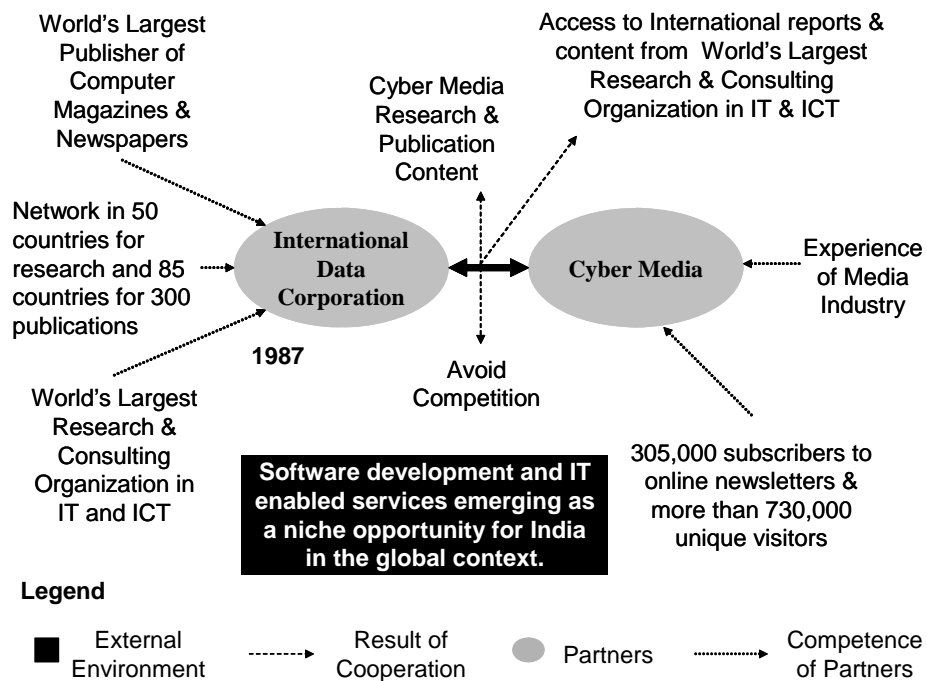 World's Largest
Publisher of
Computer
Magazines &
Newspapers
Access to International reports &
content from World's Largest
Research & Consulting
Organization in IT & ICT
Cyber Media
Research &
Publication
Content
Network in 50
countries for
research and 85
countries for 300
publications
International
Data
Corporation
Cyber Media
Experience
of Media
Industry
1987
Avoid
Competition
World's Largest
Research &
Consulting
Organization in
IT and ICT
Software development and IT
enabled services emerging as
a niche opportunity for India
in the global context.
305,000 subscribers to
online newsletters &
more than 730,000
unique visitors
Legend
External
Environment
Result of
Cooperation
Partners
Competence
of Partners